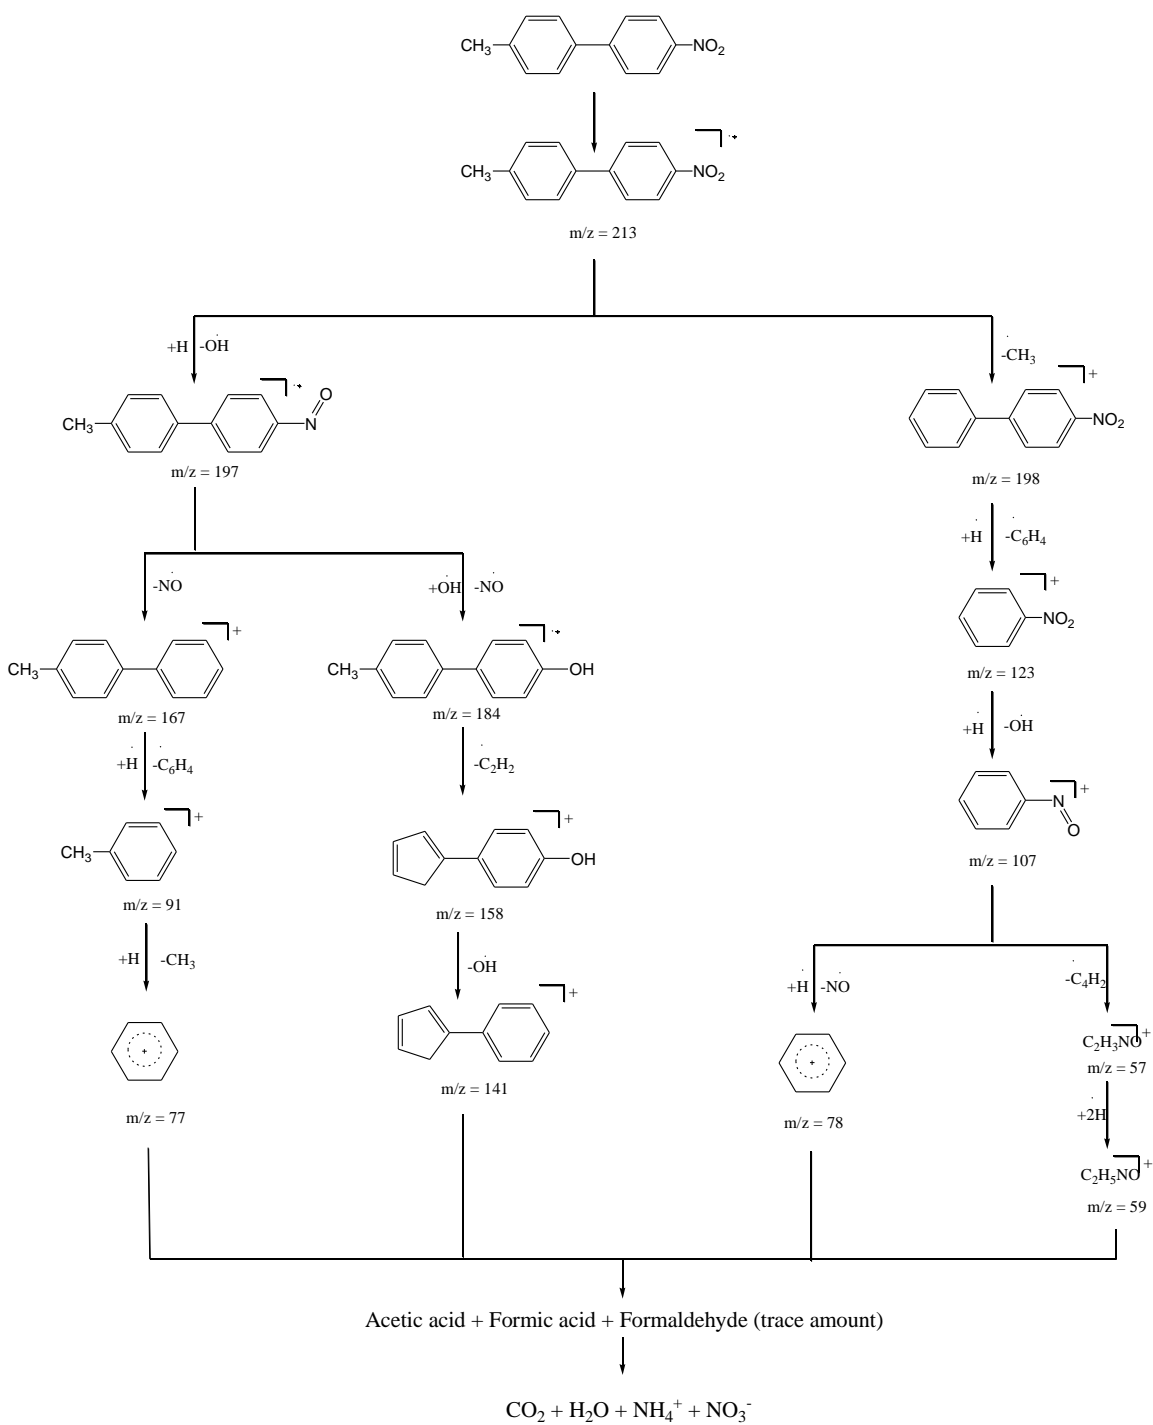 CH₃ NO₂
CH₃ NO₂
m/z = 213
+H -OH
-CH₃
CH₃ N O
m/z = 197
+
NO₂
m/z = 198
-NO
+OH -NO
+H -C₆H₄
CH₃ +
CH₃ OH
+
NO₂
m/z = 167
m/z = 184
m/z = 123
+H -C₆H₄
-C₂H₂
+H -OH
CH₃ +
+
OH
+
N O
m/z = 91
m/z = 158
m/z = 107
+H -CH₃
-OH
+H -NO
-C₄H₂
+
+
+
C₂H₃NO +
m/z = 57
m/z = 77
m/z = 141
m/z = 78
+2H
C₂H₅NO +
m/z = 59
Acetic acid + Formic acid + Formaldehyde (trace amount)
CO₂ + H₂O + NH₄⁺ + NO₃⁻